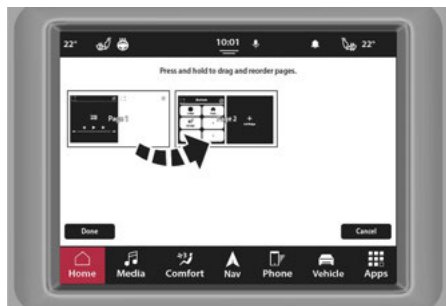 22° 10:01 22°
Press and hold to drag and reorder pages.
Page 1
Page 2
Done Cancel
Home Media Comfort Nav Phone Vehicle Apps